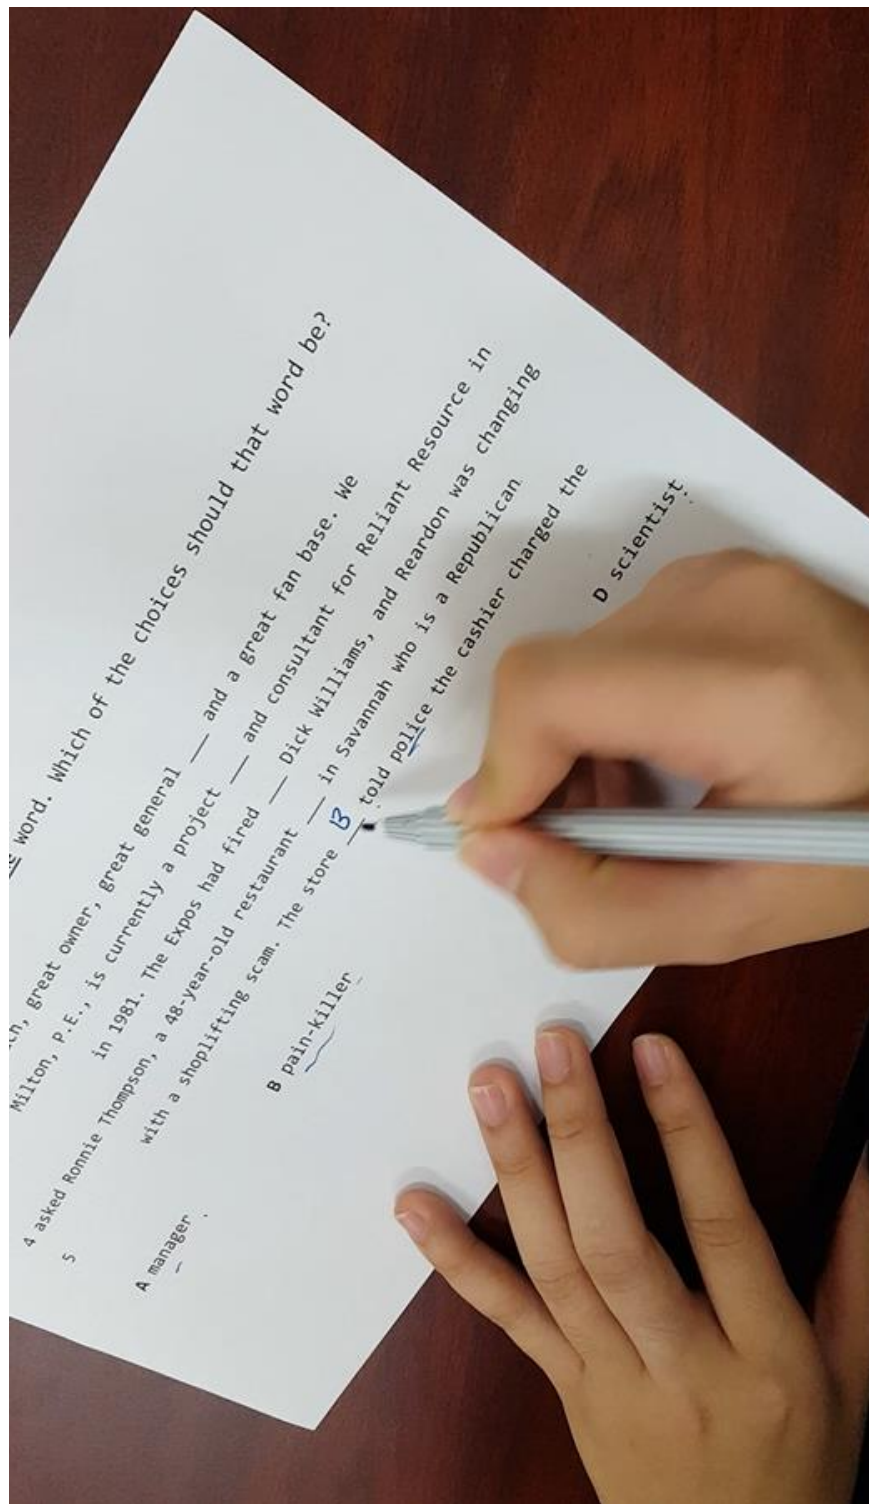 word. Which of the choices should that word be?
great owner, great general ___ and a great fan base. We
Milton, P.E., is currently a project ___ and consultant for Reliant Resource in
in 1981. The Expos had fired ___ Dick Williams, and Reardon was changing
4 asked Ronnie Thompson, a 48-year-old restaurant ___ in Savannah who is a Republican
5 with a shoplifting scam. The store ___ B told police the cashier charged the
A manager B pain-killer D scientist